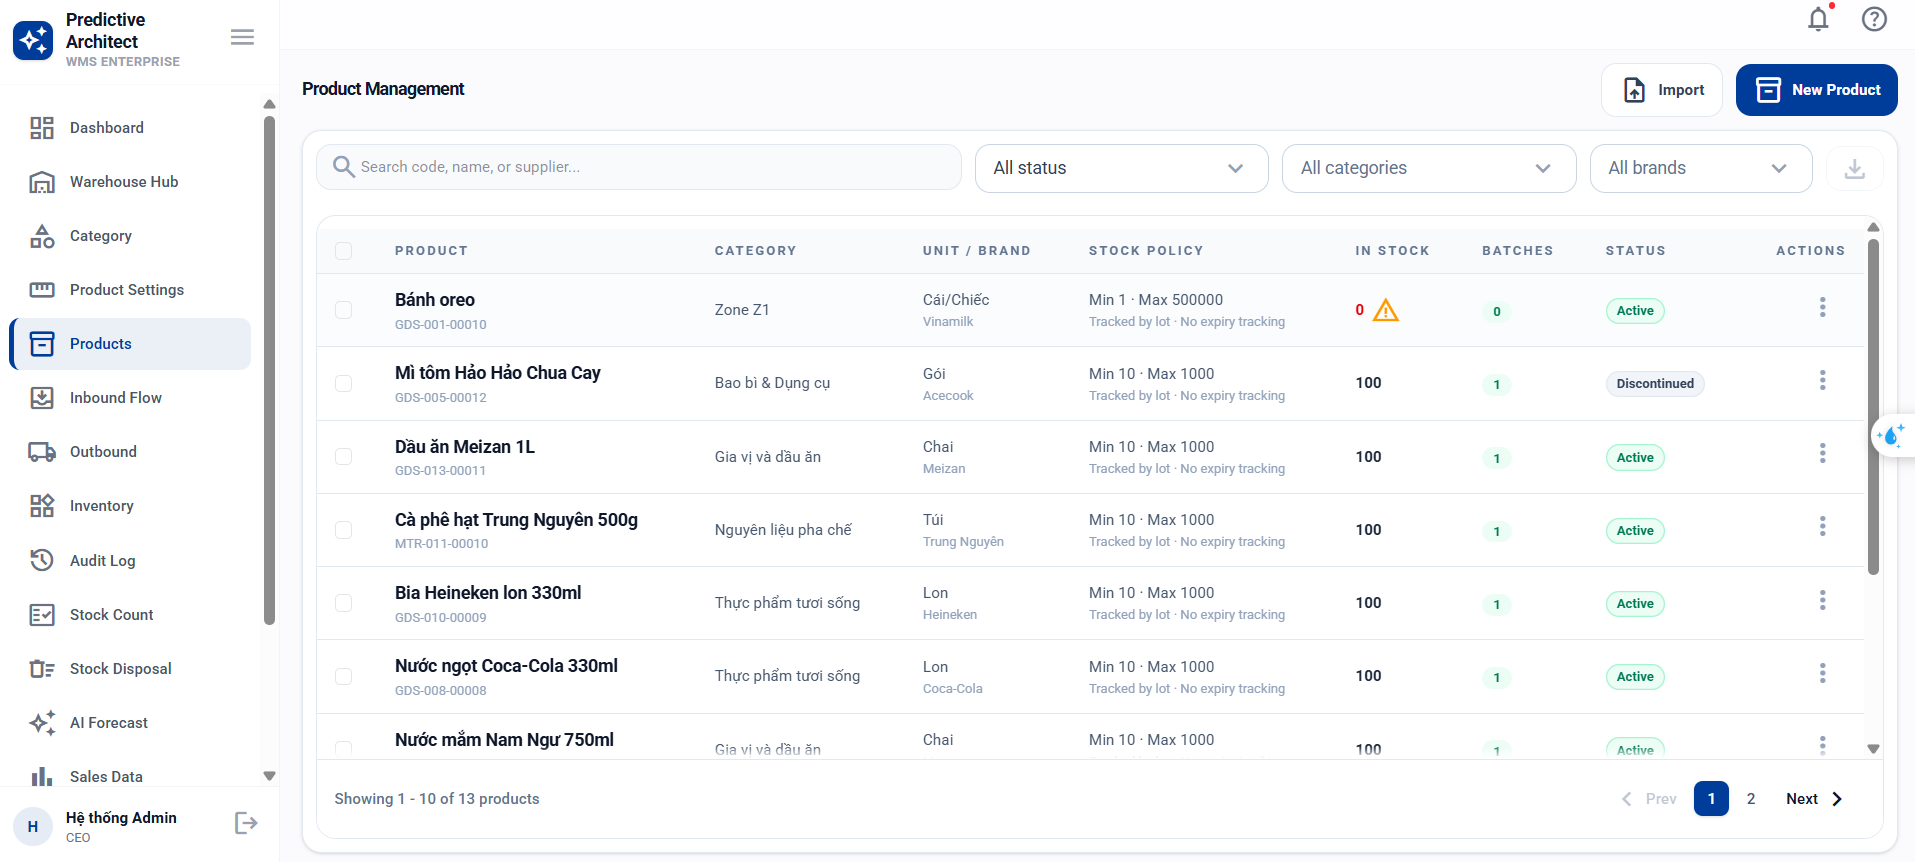 Predictive
Architect
WMS ENTERPRISE
Dashboard
Warehouse Hub
Category
Product Settings
Products
Inbound Flow
Outbound
Inventory
Audit Log
Stock Count
Stock Disposal
AI Forecast
Sales Data
H
Hệ thống Admin
CEO
Product Management
Import
New Product
Search code, name, or supplier...
All status
All categories
All brands
PRODUCT CATEGORY UNIT / BRAND STOCK POLICY IN STOCK BATCHES STATUS ACTIONS
Bánh oreo
GDS-001-00010
Zone Z1
Cái/Chiếc
Vinamilk
Min 1 · Max 500000
Tracked by lot · No expiry tracking
0
0
Active
Mì tôm Hảo Hảo Chua Cay
GDS-005-00012
Bao bì & Dụng cụ
Gói
Acecook
Min 10 · Max 1000
Tracked by lot · No expiry tracking
100
1
Discontinued
Dầu ăn Meizan 1L
GDS-013-00011
Gia vị và dầu ăn
Chai
Meizan
Min 10 · Max 1000
Tracked by lot · No expiry tracking
100
1
Active
Cà phê hạt Trung Nguyên 500g
MTR-011-00010
Nguyên liệu pha chế
Túi
Trung Nguyên
Min 10 · Max 1000
Tracked by lot · No expiry tracking
100
1
Active
Bia Heineken lon 330ml
GDS-010-00009
Thực phẩm tươi sống
Lon
Heineken
Min 10 · Max 1000
Tracked by lot · No expiry tracking
100
1
Active
Nước ngọt Coca-Cola 330ml
GDS-008-00008
Thực phẩm tươi sống
Lon
Coca-Cola
Min 10 · Max 1000
Tracked by lot · No expiry tracking
100
1
Active
Nước mắm Nam Ngư 750ml
Gia vị và dầu ăn
Chai
Min 10 · Max 1000
100
1
Active
Showing 1 - 10 of 13 products
Prev
1
2
Next